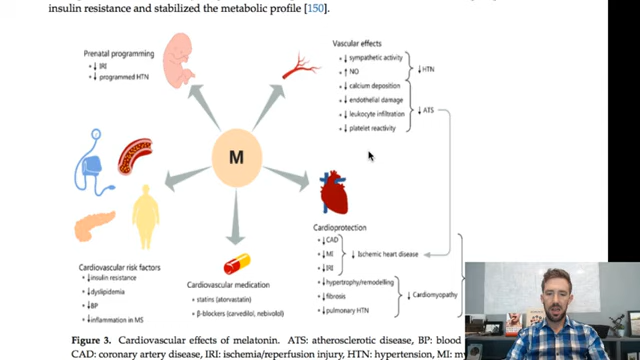 insulin resistance and stabilized the metabolic profile [150].
Prenatal programming
↓ IRI
↓ programmed HTN
Vascular effects
↓ sympathetic activity
↑ NO
↓ HTN
↓ calcium deposition
↓ endothelial damage
↓ leukocyte infiltration
↓ platelet reactivity
↓ ATS
M
Cardioprotection
↓ CAD
↓ MI
↓ IRI
↓ Ischemic heart disease
↓ hypertrophy/remodelling
↓ fibrosis
↓ pulmonary HTN
↓ Cardiomyopathy
Cardiovascular risk factors
↓ insulin resistance
↓ dyslipidemia
↓ BP
↓ inflammation in MS
Cardiovascular medication
statins (atorvastatin)
β-blockers (carvedilol, nebivolol)
Figure 3. Cardiovascular effects of melatonin. ATS: atherosclerotic disease, BP: blood
CAD: coronary artery disease, IRI: ischemia/reperfusion injury, HTN: hypertension, MI: